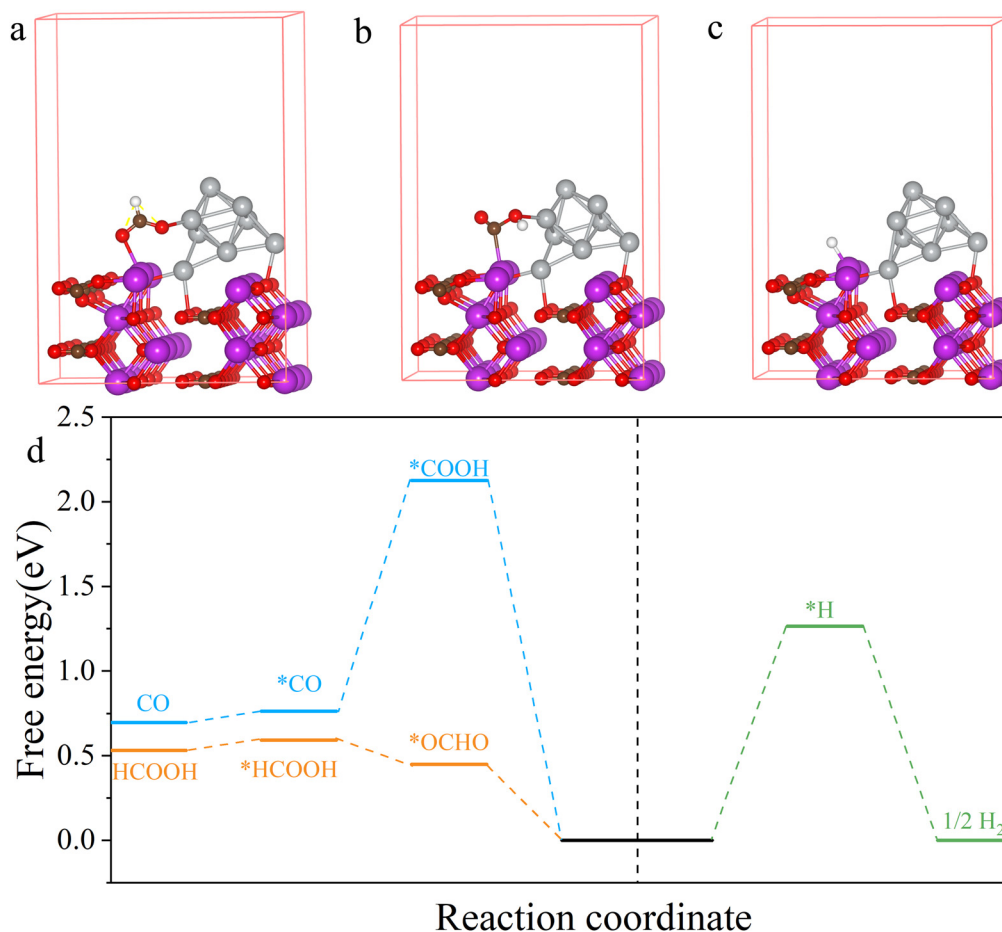 a
b
c
d
2.5
2.0
1.5
1.0
0.5
0.0
Free energy(eV)
*COOH
*H
CO
*CO
HCOOH
*HCOOH
*OCHO
1/2 H₂
Reaction coordinate